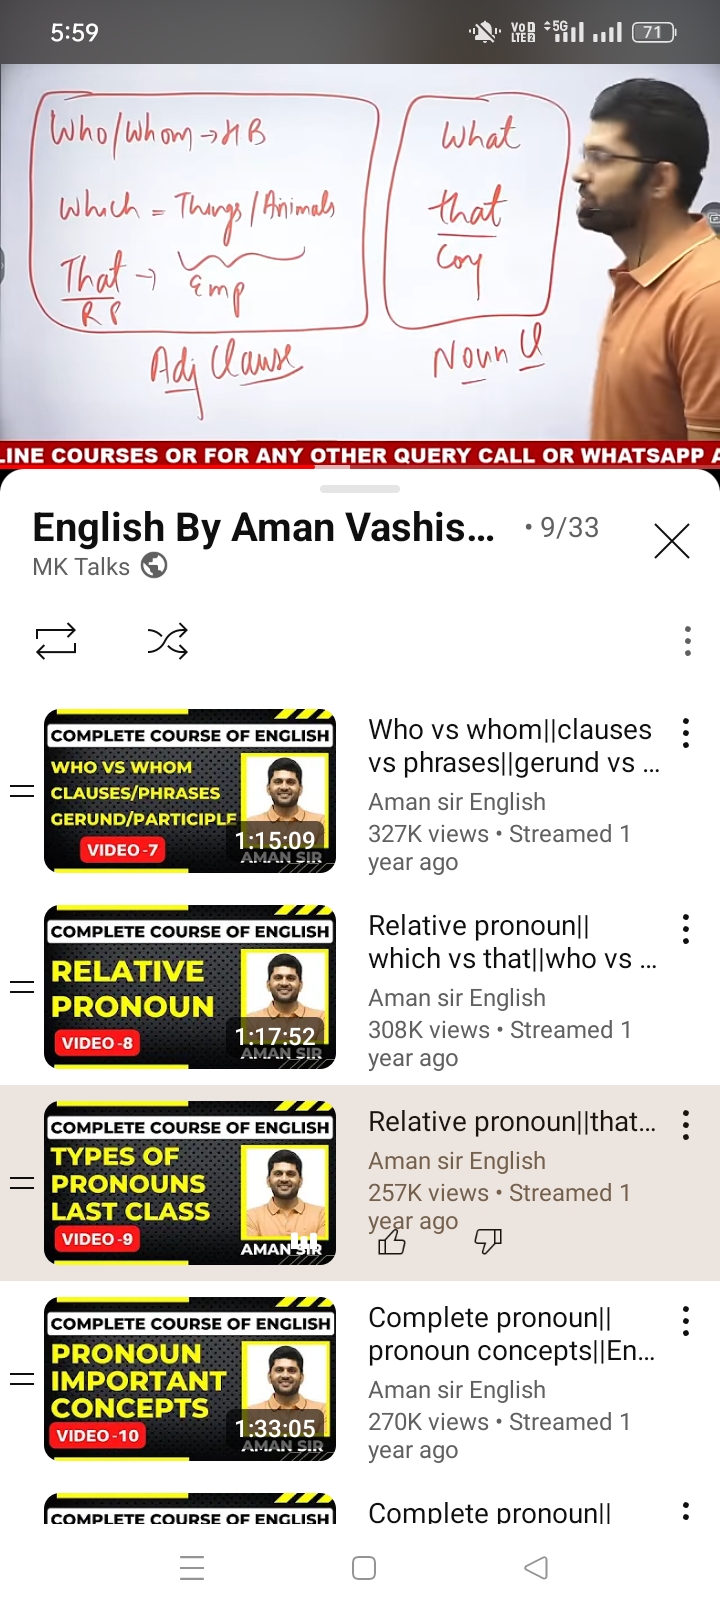 5:59
VoD
LTE2
5G
71
Who/Whom → HB
Which = Things/Animals
That → Emp
RP
Adj Clause
What
that
Conj
Noun Cl
LINE COURSES OR FOR ANY OTHER QUERY CALL OR WHATSAPP A
English By Aman Vashis... • 9/33
MK Talks
COMPLETE COURSE OF ENGLISH
WHO VS WHOM
CLAUSES/PHRASES
GERUND/PARTICIPLE
VIDEO-7
1:15:09
AMAN SIR
Who vs whom||clauses
vs phrases||gerund vs ...
Aman sir English
327K views • Streamed 1
year ago
COMPLETE COURSE OF ENGLISH
RELATIVE
PRONOUN
VIDEO-8
1:17:52
AMAN SIR
Relative pronoun||
which vs that||who vs ...
Aman sir English
308K views • Streamed 1
year ago
COMPLETE COURSE OF ENGLISH
TYPES OF
PRONOUNS
LAST CLASS
VIDEO-9
AMAN SIR
Relative pronoun||that...
Aman sir English
257K views • Streamed 1
year ago
COMPLETE COURSE OF ENGLISH
PRONOUN
IMPORTANT
CONCEPTS
VIDEO-10
1:33:05
AMAN SIR
Complete pronoun||
pronoun concepts||En...
Aman sir English
270K views • Streamed 1
year ago
COMPLETE COURSE OF ENGLISH
Complete pronoun||